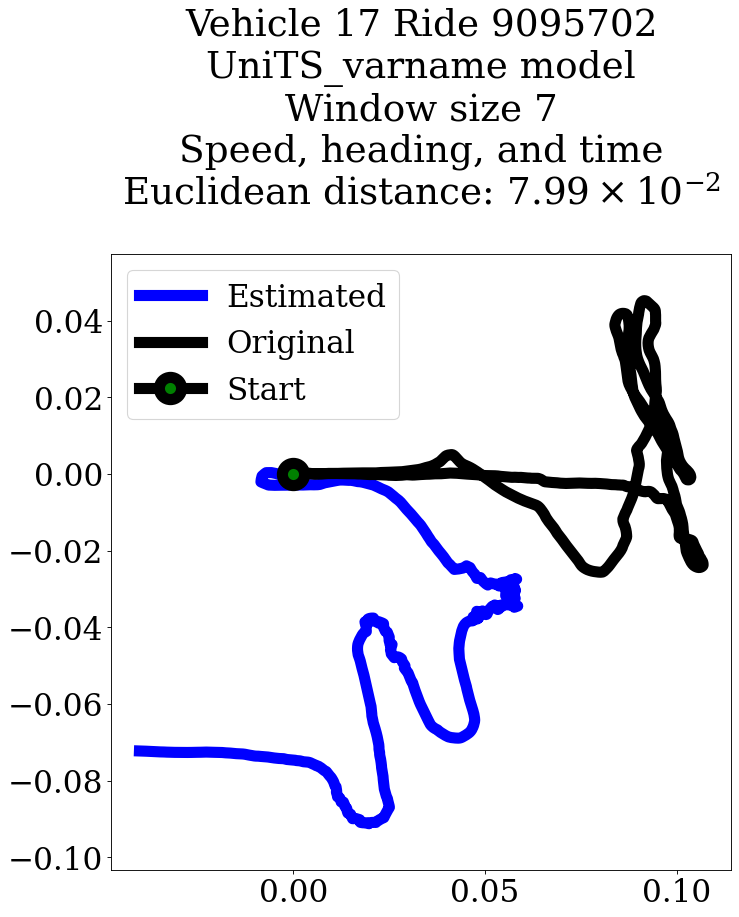 Vehicle 17 Ride 9095702
UniTS_varname model
Window size 7
Speed, heading, and time
Euclidean distance: 7.99 × 10⁻²
Estimated
Original
Start
0.04
0.02
0.00
−0.02
−0.04
−0.06
−0.08
−0.10
0.00 0.05 0.10